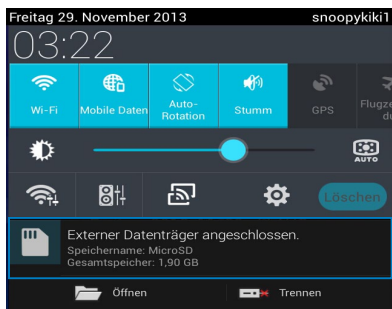 Freitag 29. November 2013 snoopykiki1
03:22
Wi-Fi Mobile Daten Auto-Rotation Stumm GPS
AUTO
Löschen
Externer Datenträger angeschlossen.
Speichername: MicroSD
Gesamtspeicher: 1,90 GB
Öffnen Trennen